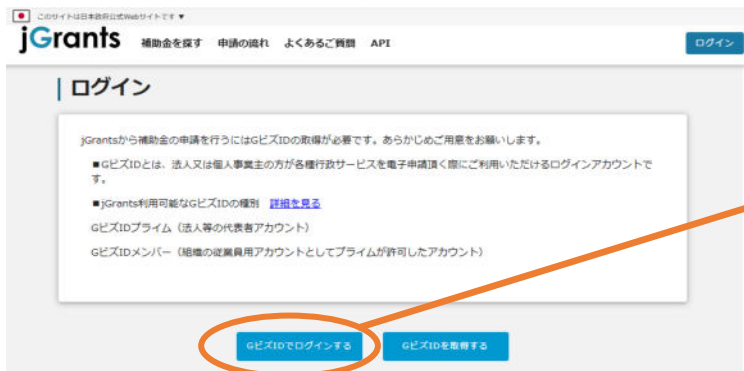 このサイトは日本政府公式Webサイトです ▼
jGrants 補助金を探す 申請の流れ よくあるご質問 API ログイン
ログイン
jGrantsから補助金の申請を行うにはGビズIDの取得が必要です。あらかじめご用意をお願いします。
■GビズIDとは、法人又は個人事業主の方が各種行政サービスを電子申請頂く際にご利用いただけるログインアカウントで
す。
■jGrants利用可能なGビズIDの種別 詳細を見る
GビズIDプライム（法人等の代表者アカウント）
GビズIDメンバー（組織の従業員用アカウントとしてプライムが許可したアカウント）
GビズIDでログインする GビズIDを取得する